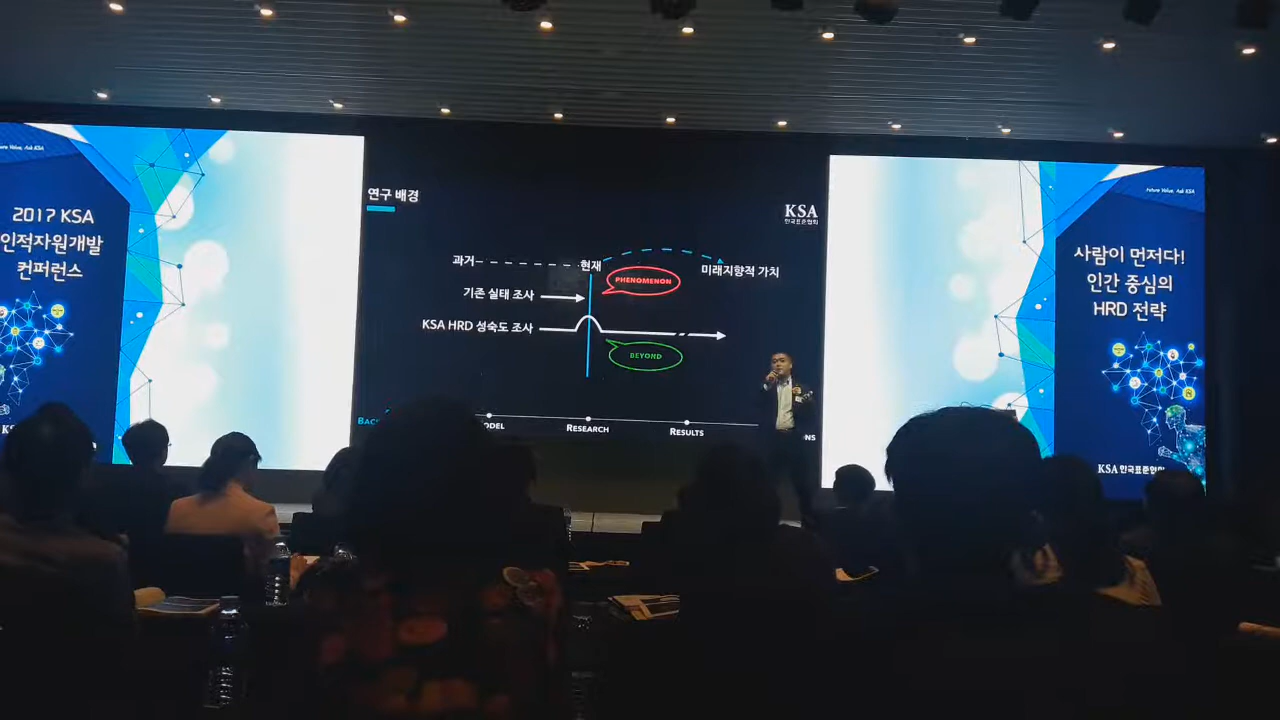 2017 KSA
인적자원개발
컨퍼런스
연구 배경
KSA
한국표준협회
과거
현재
미래지향적 가치
PHENOMENON
기존 실태 조사
KSA HRD 성숙도 조사
BEYOND
RESEARCH
RESULTS
Future Value, Ask KSA
사람이 먼저다!
인간 중심의
HRD 전략
KSA 한국표준협회